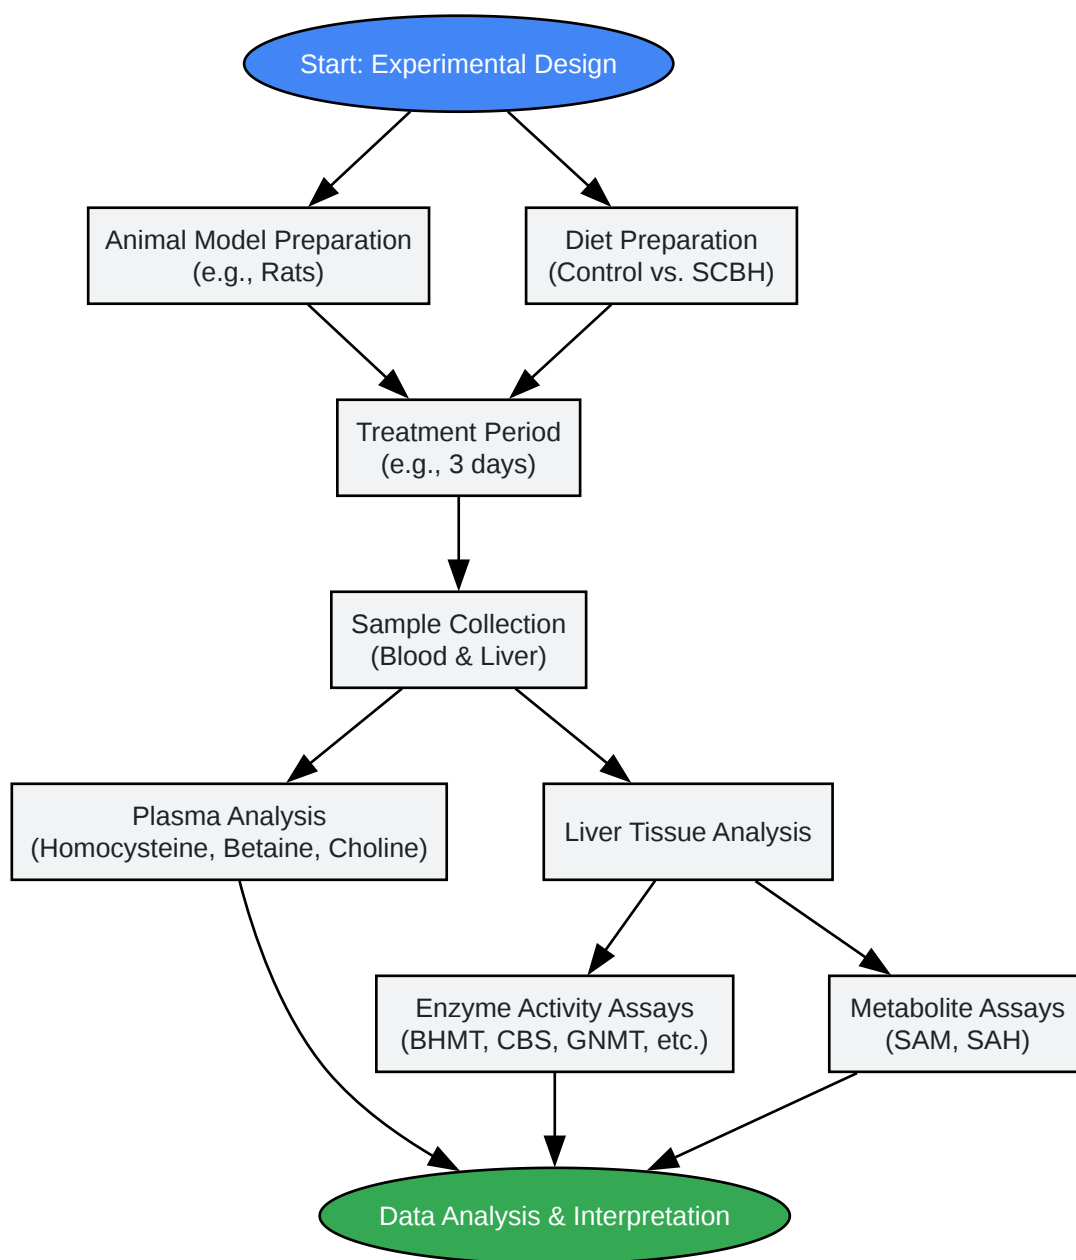 Start: Experimental Design
Animal Model Preparation
(e.g., Rats)
Diet Preparation
(Control vs. SCBH)
Treatment Period
(e.g., 3 days)
Sample Collection
(Blood & Liver)
Plasma Analysis
(Homocysteine, Betaine, Choline)
Liver Tissue Analysis
Enzyme Activity Assays
(BHMT, CBS, GNMT, etc.)
Metabolite Assays
(SAM, SAH)
Data Analysis & Interpretation